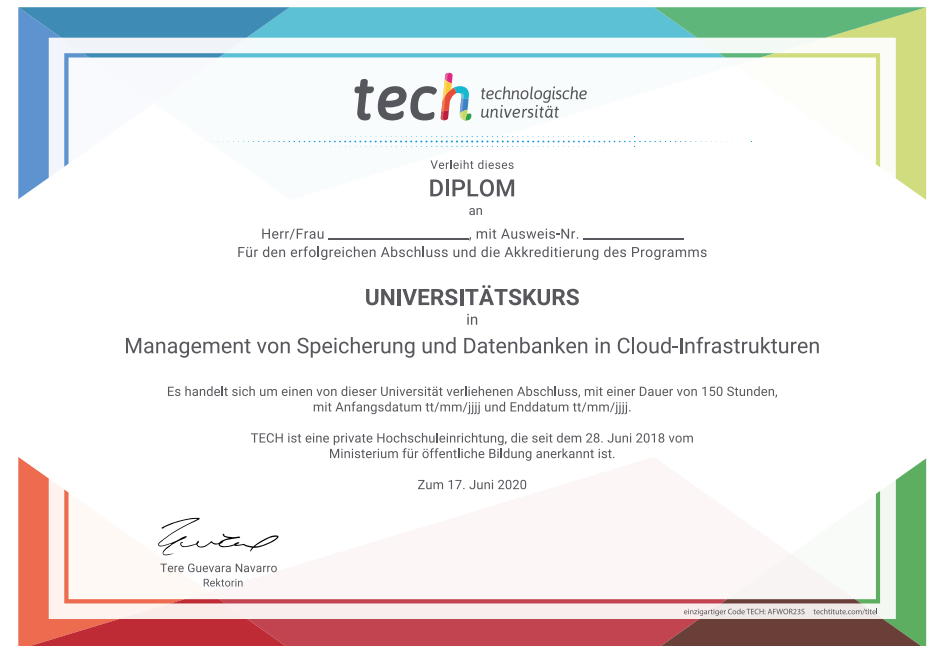 tech technologische
universität
Verleiht dieses
DIPLOM
an
Herr/Frau ____________________, mit Ausweis-Nr. ______________
Für den erfolgreichen Abschluss und die Akkreditierung des Programms
UNIVERSITÄTSKURS
in
Management von Speicherung und Datenbanken in Cloud-Infrastrukturen
Es handelt sich um einen von dieser Universität verliehenen Abschluss, mit einer Dauer von 150 Stunden,
mit Anfangsdatum tt/mm/jjjj und Enddatum tt/mm/jjjj.
TECH ist eine private Hochschuleinrichtung, die seit dem 28. Juni 2018 vom
Ministerium für öffentliche Bildung anerkannt ist.
Zum 17. Juni 2020
Tere Guevara Navarro
Rektorin
einzigartiger Code TECH: AFWOR23S techtitute.com/titel